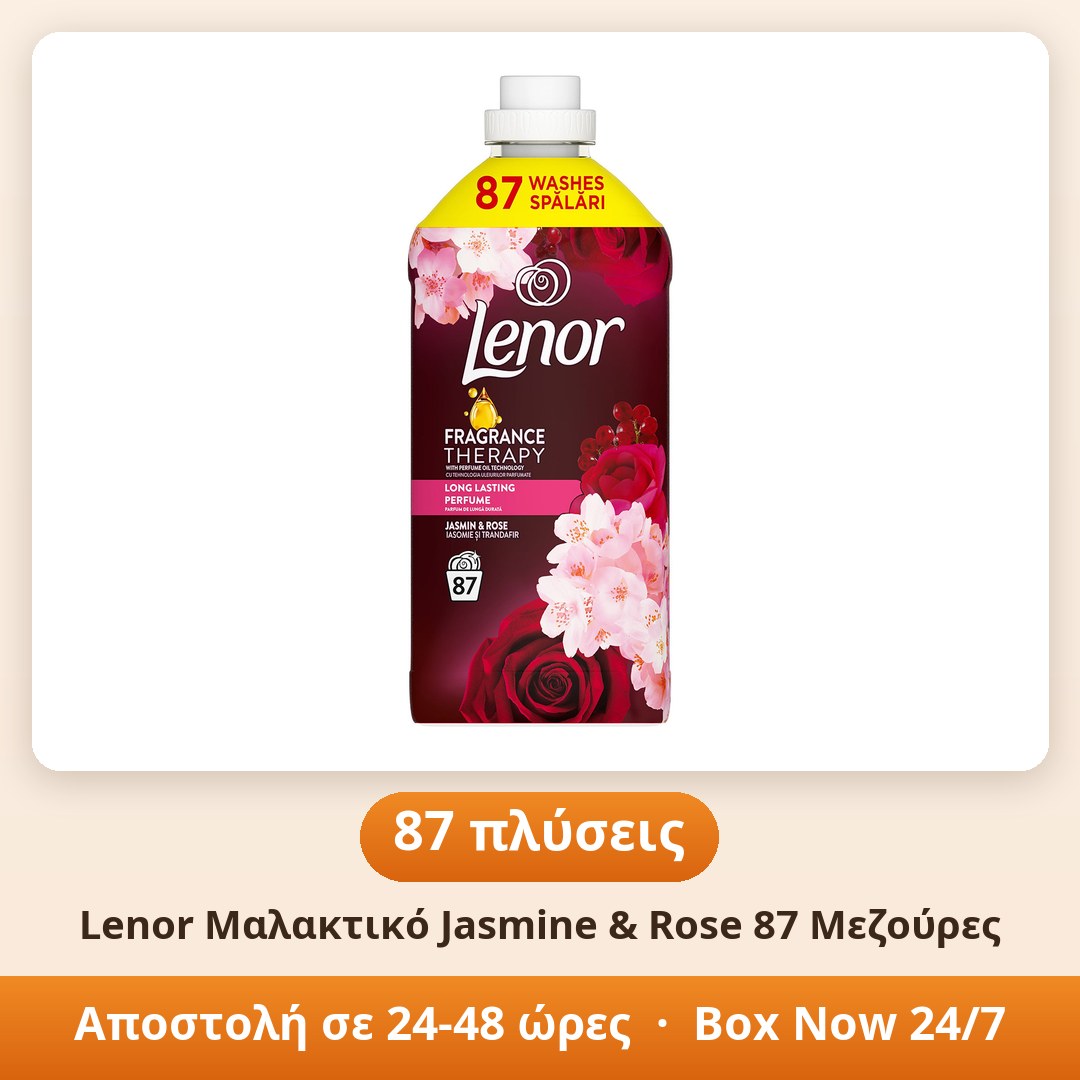 87 WASHES
SPĂLĂRI
Lenor
FRAGRANCE
THERAPY
WITH PERFUME OIL TECHNOLOGY
CU TEHNOLOGIA ULEIURILOR PARFUMATE
LONG LASTING
PERFUME
PARFUM DE LUNGĂ DURATĂ
JASMIN & ROSE
IASOMIE ȘI TRANDAFIR
87
87 πλύσεις
Lenor Μαλακτικό Jasmine & Rose 87 Μεζούρες
Αποστολή σε 24-48 ώρες · Box Now 24/7